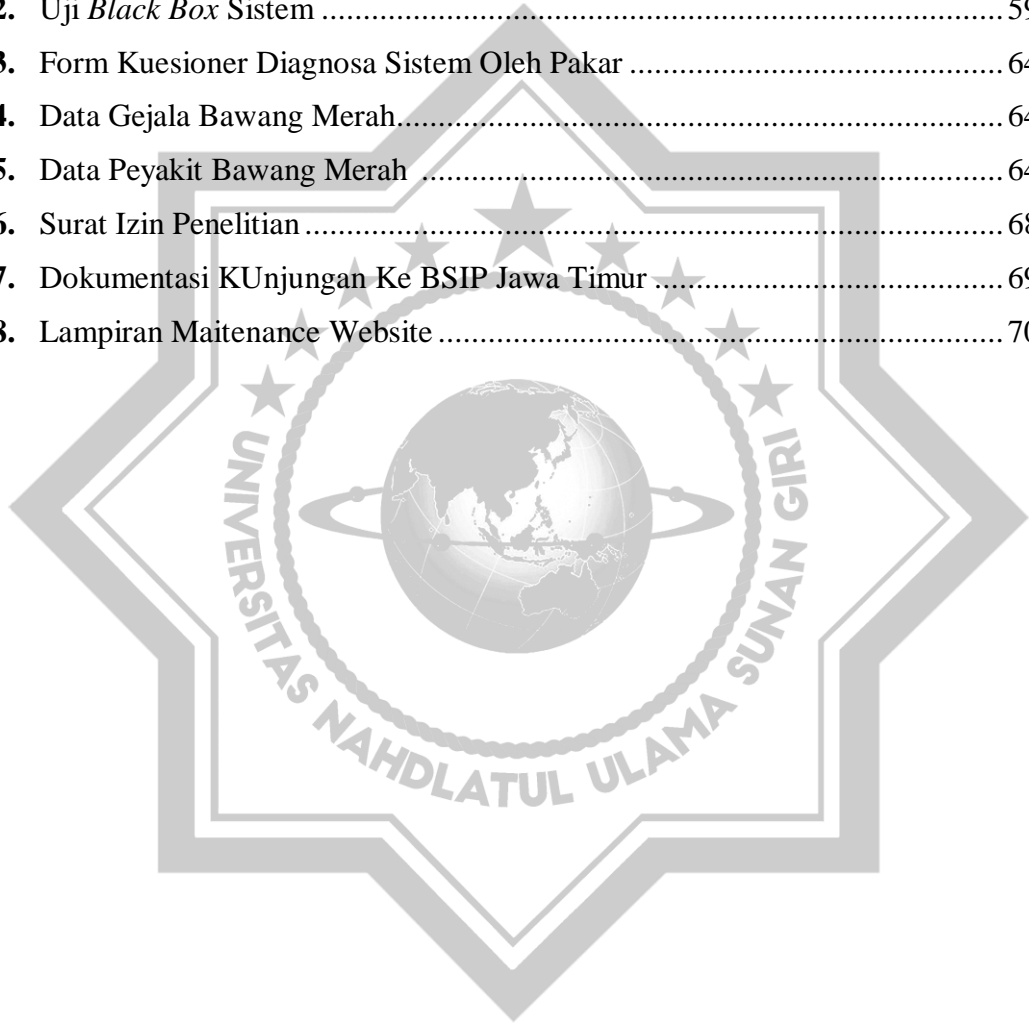 2. Uji Black Box Sistem ........................................................................................ 59
3. Form Kuesioner Diagnosa Sistem Oleh Pakar ................................................ 64
4. Data Gejala Bawang Merah............................................................................. 64
5. Data Peyakit Bawang Merah .......................................................................... 64
6. Surat Izin Penelitian ........................................................................................ 68
7. Dokumentasi KUnjungan Ke BSIP Jawa Timur ............................................. 69
8. Lampiran Maitenance Website ........................................................................ 70
UNIVERSITAS NAHDLATUL ULAMA SUNAN GIRI